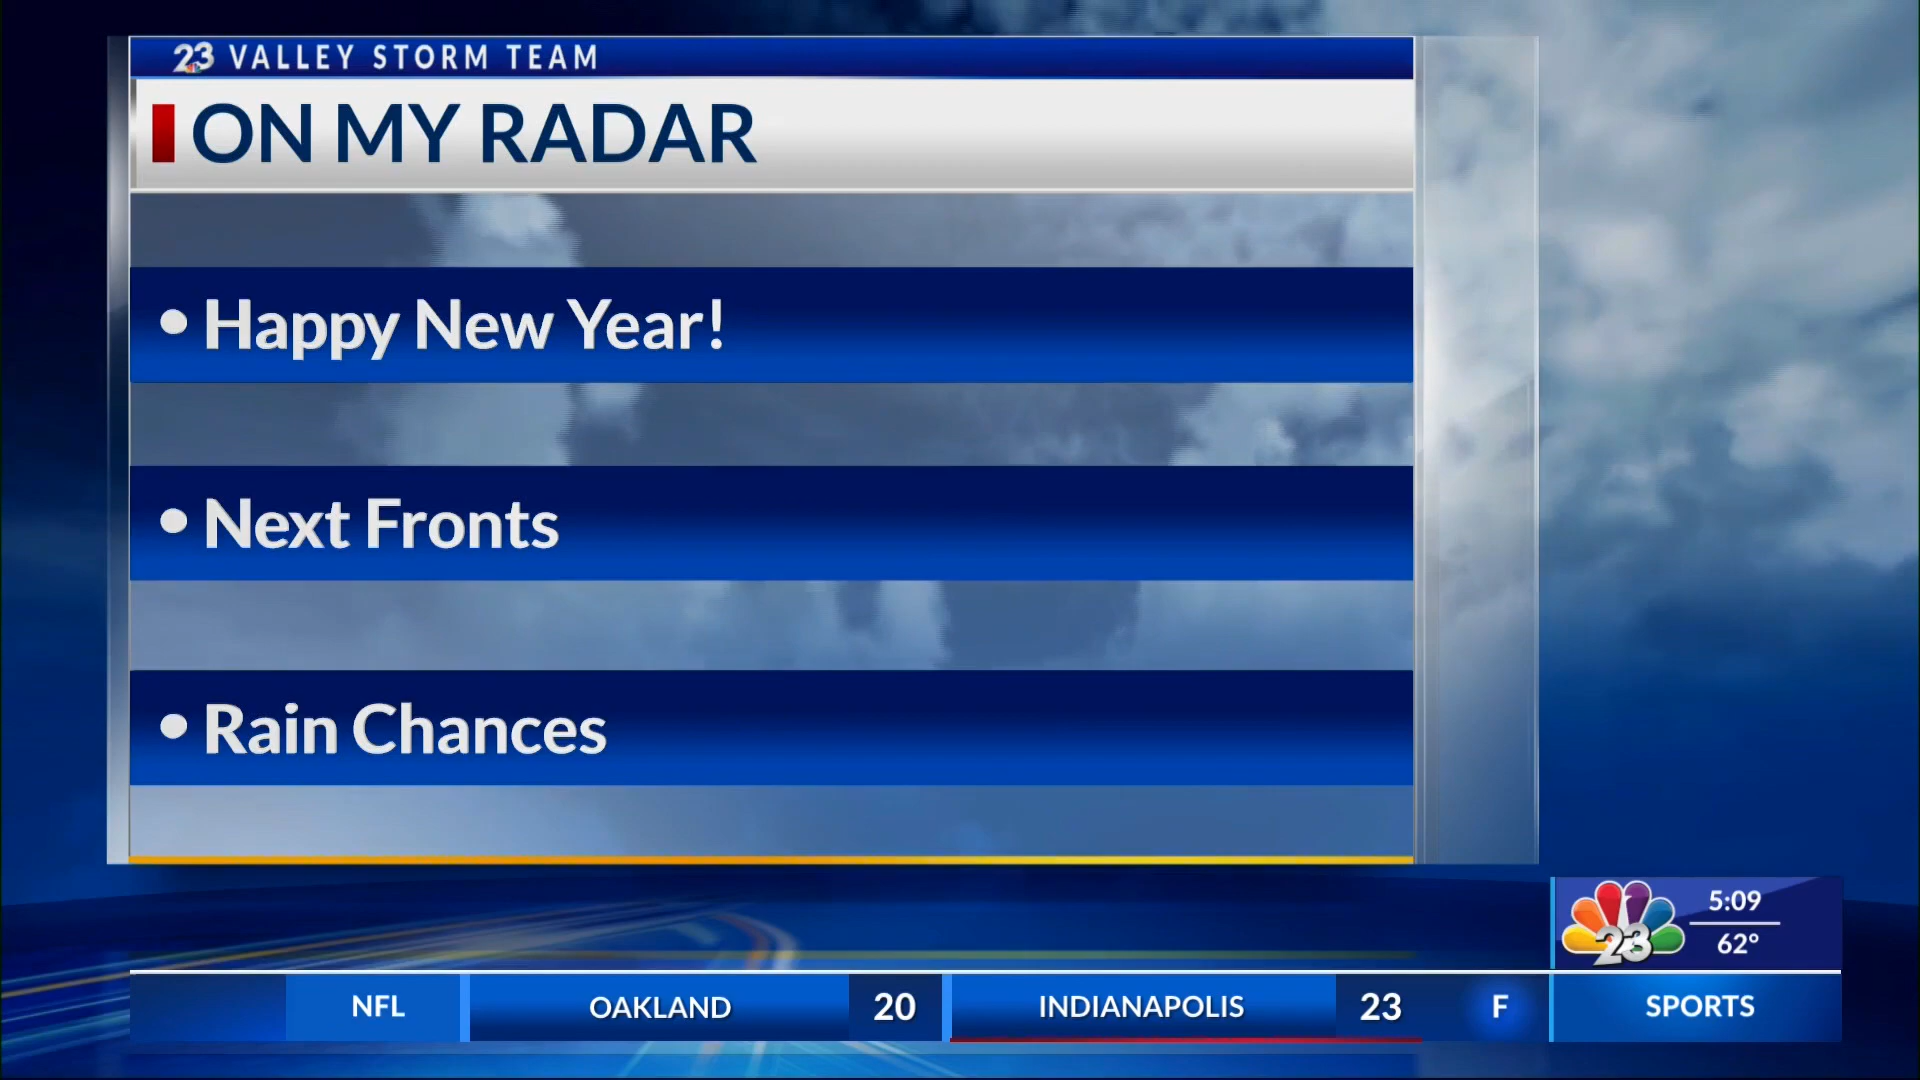 23 VALLEY STORM TEAM
ON MY RADAR
• Happy New Year!
• Next Fronts
• Rain Chances
23
5:09
62°
NFL OAKLAND 20 INDIANAPOLIS 23 F SPORTS